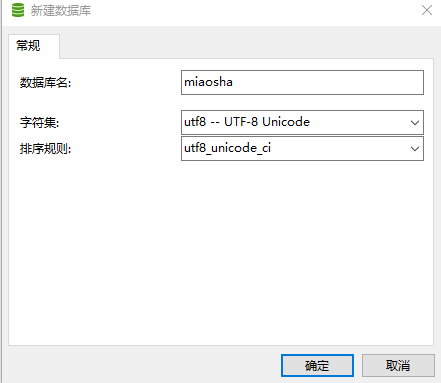 新建数据库
常规
数据库名: miaosha
字符集: utf8 -- UTF-8 Unicode
排序规则: utf8_unicode_ci
确定 取消